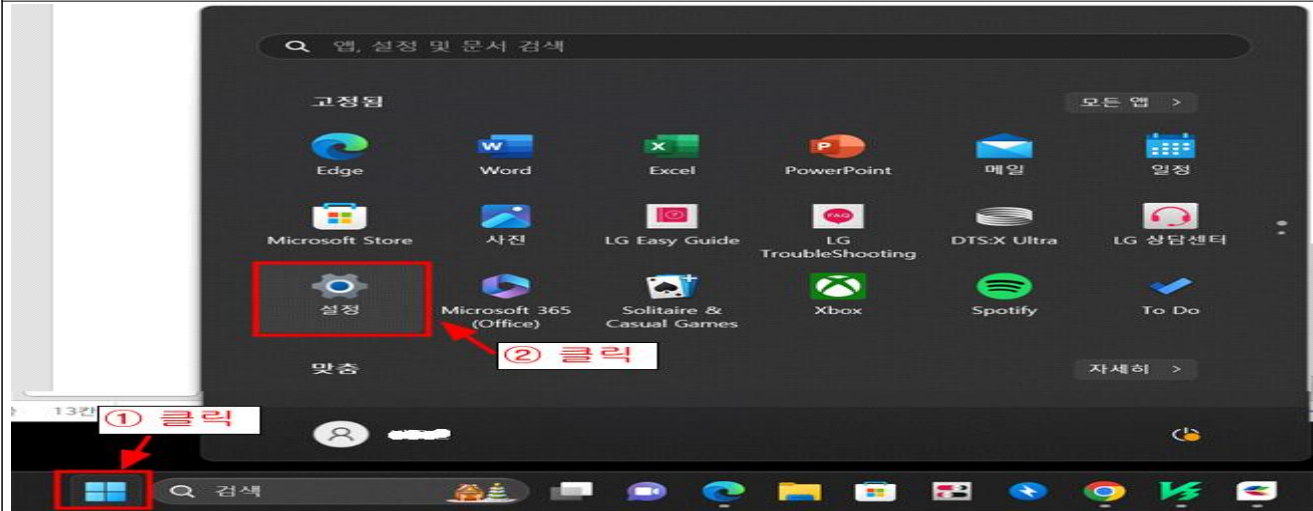 앱, 설정 및 문서 검색
고정됨
모든 앱 >
Edge
Word
Excel
PowerPoint
메일
일정
Microsoft Store
사진
LG Easy Guide
FAQ
LG
TroubleShooting
DTS:X Ultra
LG 상담센터
설정
Microsoft 365
(Office)
Solitaire &
Casual Games
Xbox
Spotify
To Do
② 클릭
맞춤
자세히 >
13칸
① 클릭
검색